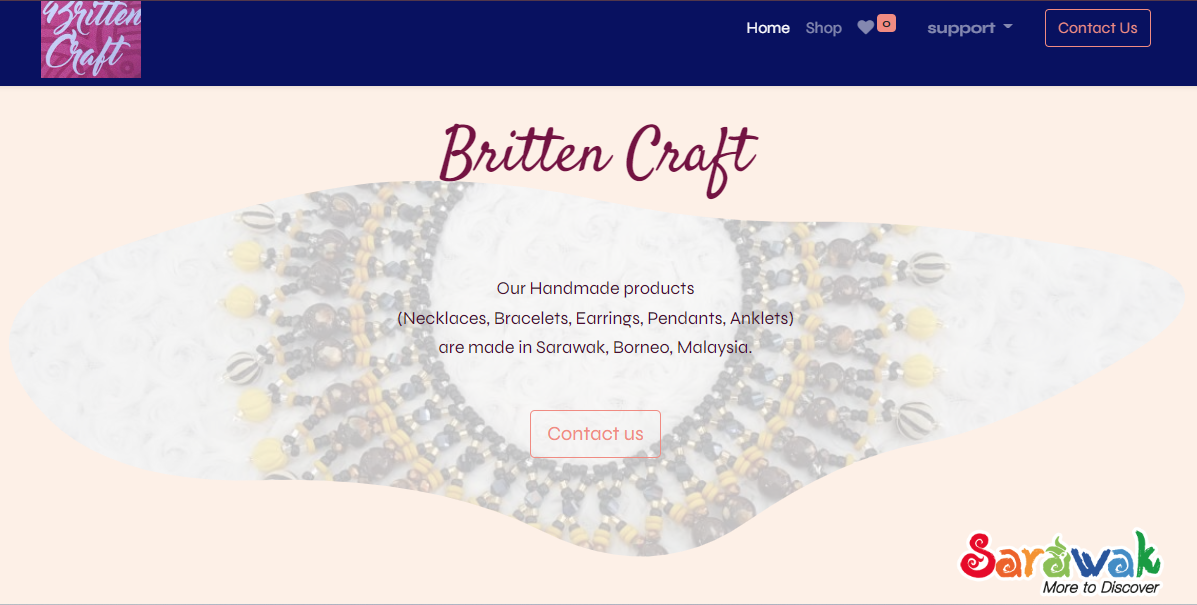 Britten
Craft
Home Shop 0 support Contact Us
Britten Craft
Our Handmade products
(Necklaces, Bracelets, Earrings, Pendants, Anklets)
are made in Sarawak, Borneo, Malaysia.
Contact us
Sarawak
More to Discover